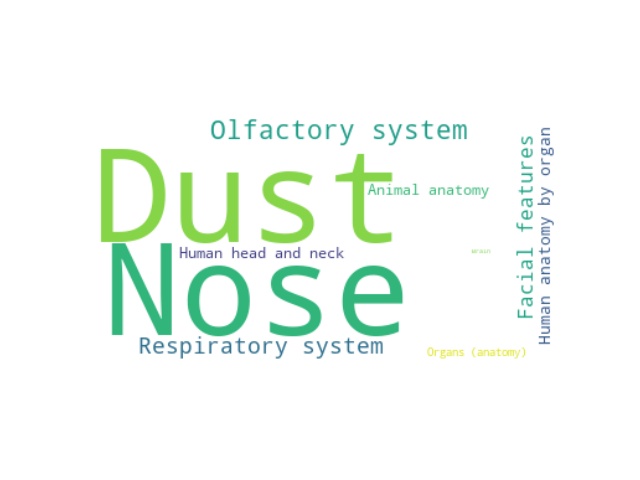 Olfactory system
Dust
Animal anatomy
Nose
Human head and neck
Respiratory system
Organs (anatomy)
Facial features
Human anatomy by organ